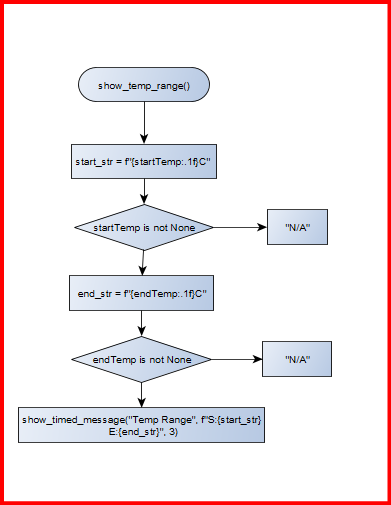 show_temp_range()
start_str = f"{startTemp:.1f}C"
startTemp is not None
"N/A"
end_str = f"{endTemp:.1f}C"
endTemp is not None
"N/A"
show_timed_message("Temp Range", f"S:{start_str}
E:{end_str}", 3)